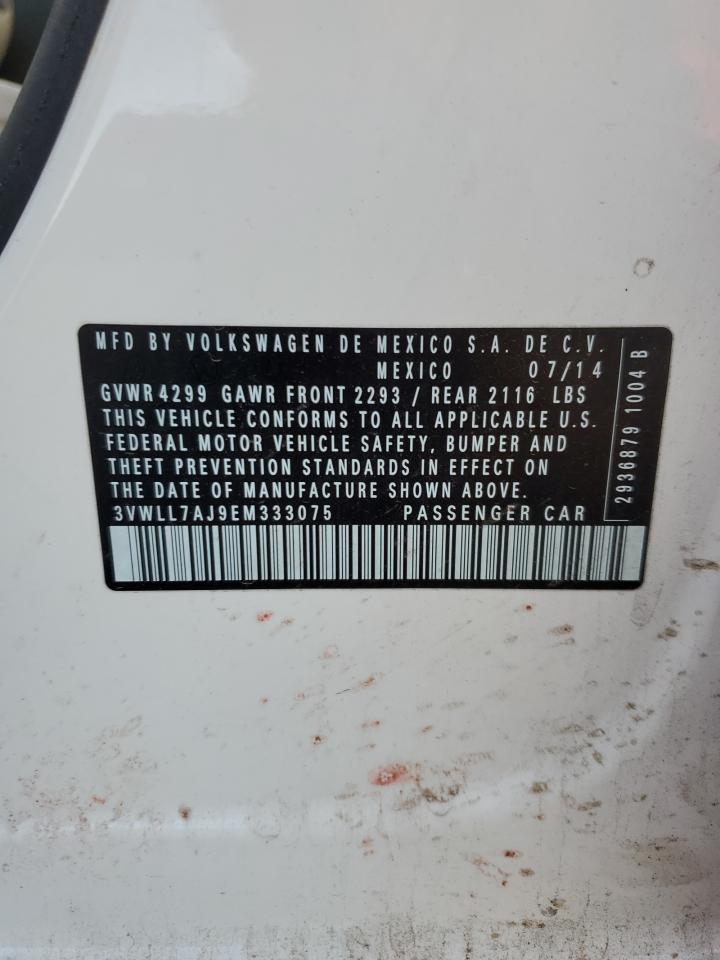 MFD BY VOLKSWAGEN DE MEXICO S.A. DE C.V.
MEXICO 07/14
GVWR 4299 GAWR FRONT 2293 / REAR 2116 LBS
THIS VEHICLE CONFORMS TO ALL APPLICABLE U.S.
FEDERAL MOTOR VEHICLE SAFETY, BUMPER AND
THEFT PREVENTION STANDARDS IN EFFECT ON
THE DATE OF MANUFACTURE SHOWN ABOVE.
3VWLL7AJ9EM333075 PASSENGER CAR
2936879 1004 B